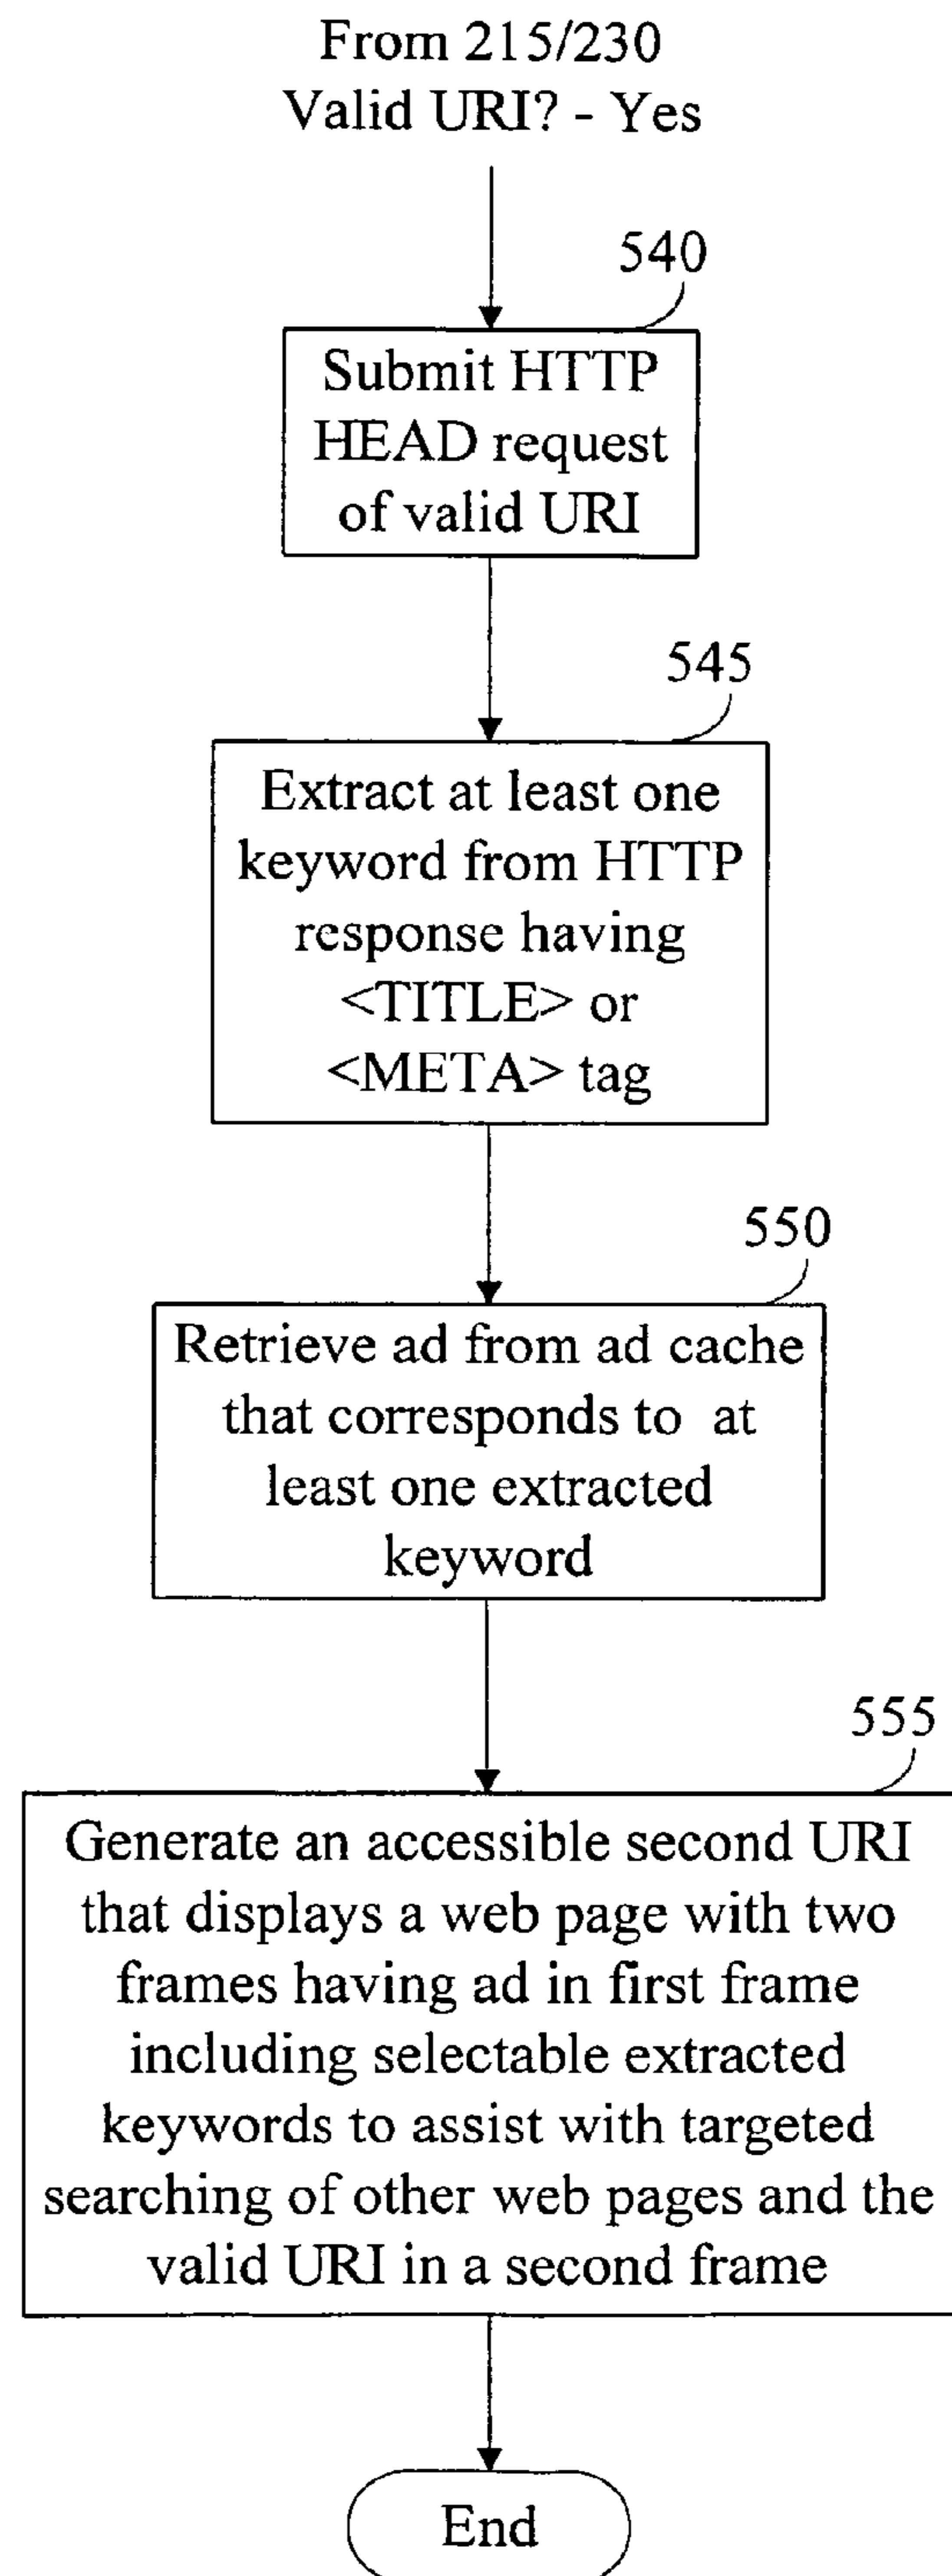 From 215/230
Valid URI? - Yes
540
Submit HTTP
HEAD request
of valid URI
545
Extract at least one
keyword from HTTP
response having
<TITLE> or
<META> tag
550
Retrieve ad from ad cache
that corresponds to at
least one extracted
keyword
555
Generate an accessible second URI
that displays a web page with two
frames having ad in first frame
including selectable extracted
keywords to assist with targeted
searching of other web pages and the
valid URI in a second frame
End